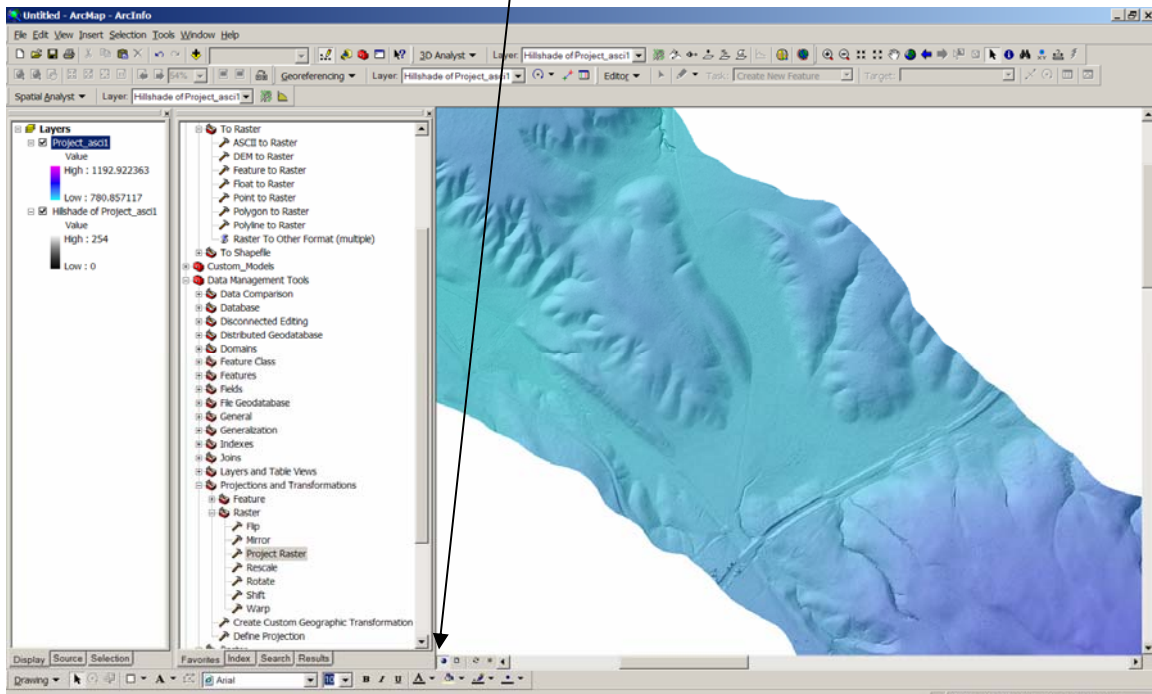 Untitled - ArcMap - ArcInfo
File Edit View Insert Selection Tools Window Help
3D Analyst Layer: Hillshade of Project_asci1
54% Georeferencing Layer: Hillshade of Project_asci1 Editor Task: Create New Feature Target:
Spatial Analyst Layer: Hillshade of Project_asci1
Layers
Project_asci1
Value
High : 1192.922363
Low : 780.857117
Hillshade of Project_asci1
Value
High : 254
Low : 0
To Raster
ASCII to Raster
DEM to Raster
Feature to Raster
Float to Raster
Point to Raster
Polygon to Raster
Polyline to Raster
Raster To Other Format (multiple)
To Shapefile
Custom_Models
Data Management Tools
Data Comparison
Database
Disconnected Editing
Distributed Geodatabase
Domains
Feature Class
Features
Fields
File Geodatabase
General
Generalization
Indexes
Joins
Layers and Table Views
Projections and Transformations
Feature
Raster
Flip
Mirror
Project Raster
Rescale
Rotate
Shift
Warp
Create Custom Geographic Transformation
Define Projection
Display Source Selection
Favorites Index Search Results
Drawing A Arial 10 B I U A